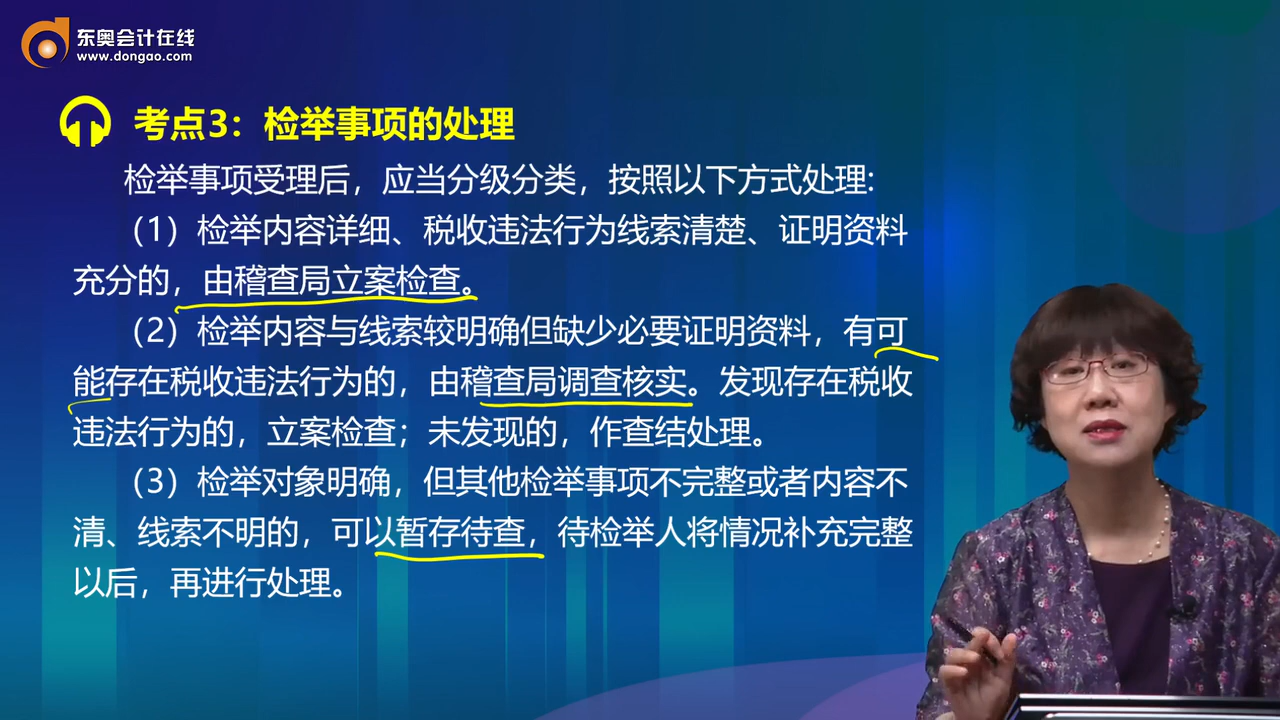 东奥会计在线
www.dongao.com
考点3：检举事项的处理
检举事项受理后，应当分级分类，按照以下方式处理:
（1）检举内容详细、税收违法行为线索清楚、证明资料
充分的，由稽查局立案检查。
（2）检举内容与线索较明确但缺少必要证明资料，有可
能存在税收违法行为的，由稽查局调查核实。发现存在税收
违法行为的，立案检查；未发现的，作查结处理。
（3）检举对象明确，但其他检举事项不完整或者内容不
清、线索不明的，可以暂存待查，待检举人将情况补充完整
以后，再进行处理。